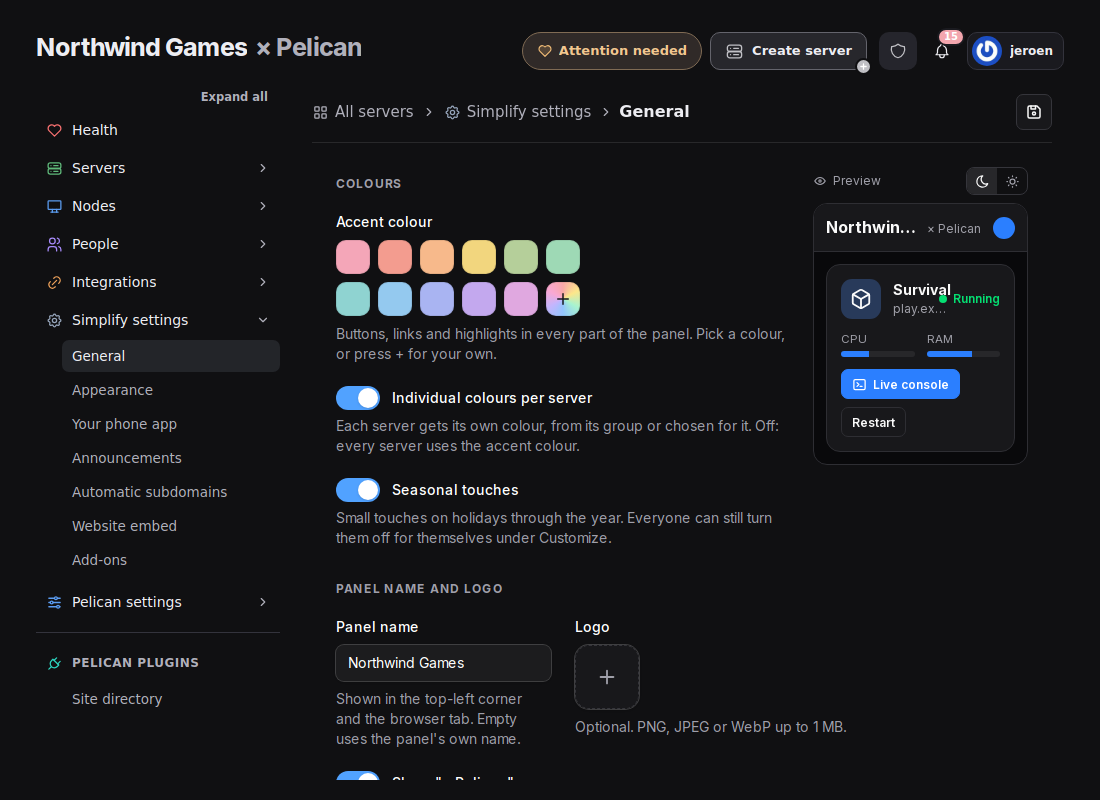 Northwind Games × Pelican
Attention needed
Create server
15
jeroen
Expand all
Health
Servers
Nodes
People
Integrations
Simplify settings
General
Appearance
Your phone app
Announcements
Automatic subdomains
Website embed
Add-ons
Pelican settings
PELICAN PLUGINS
Site directory
All servers > Simplify settings > General
COLOURS
Accent colour
Buttons, links and highlights in every part of the panel. Pick a colour,
or press + for your own.
Individual colours per server
Each server gets its own colour, from its group or chosen for it. Off:
every server uses the accent colour.
Seasonal touches
Small touches on holidays through the year. Everyone can still turn
them off for themselves under Customize.
PANEL NAME AND LOGO
Panel name
Northwind Games
Shown in the top-left corner
and the browser tab. Empty
uses the panel's own name.
Logo
Optional. PNG, JPEG or WebP up to 1 MB.
Preview
Northwin... × Pelican
Survival
play.ex...
Running
CPU
RAM
Live console
Restart